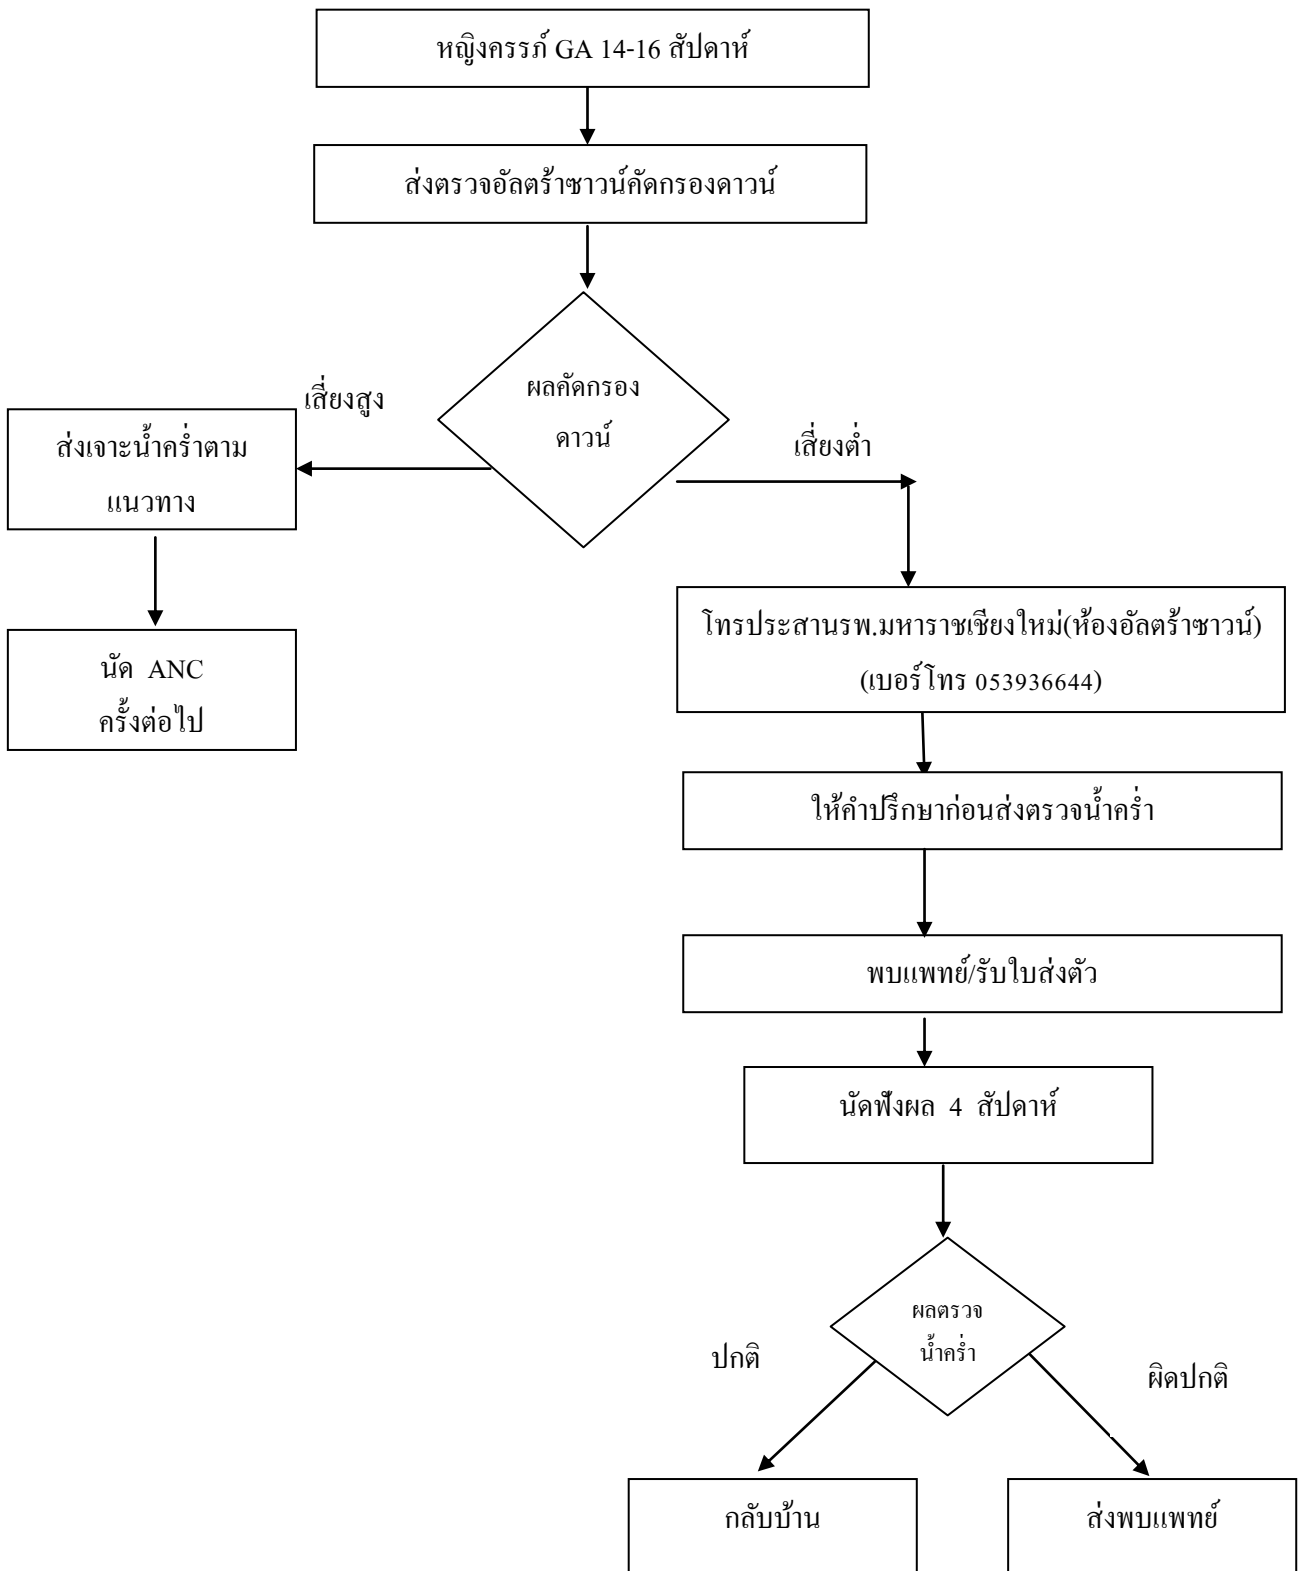 หญิงครรภ์ GA 14-16 สัปดาห์
ส่งตรวจอัลตร้าซาวน์คัดกรองดาวน์
ผลคัดกรอง
ดาวน์
เสี่ยงสูง
เสี่ยงต่ำ
ส่งเจาะน้ำคร่ำตาม
แนวทาง
นัด ANC
ครั้งต่อไป
โทรประสานรพ.มหาราชเชียงใหม่(ห้องอัลตร้าซาวน์)
(เบอร์โทร 053936644)
ให้คำปรึกษาก่อนส่งตรวจน้ำคร่ำ
พบแพทย์/รับใบส่งตัว
นัดฟังผล 4 สัปดาห์
ผลตรวจ
น้ำคร่ำ
ปกติ
ผิดปกติ
กลับบ้าน
ส่งพบแพทย์